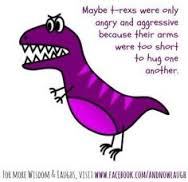 Maybe t-rexs were only
angry and aggressive
because their arms
were too short
to hug one
another.
For more Wisdom & Laughs, visit www.facebook.com/andnowlaugh